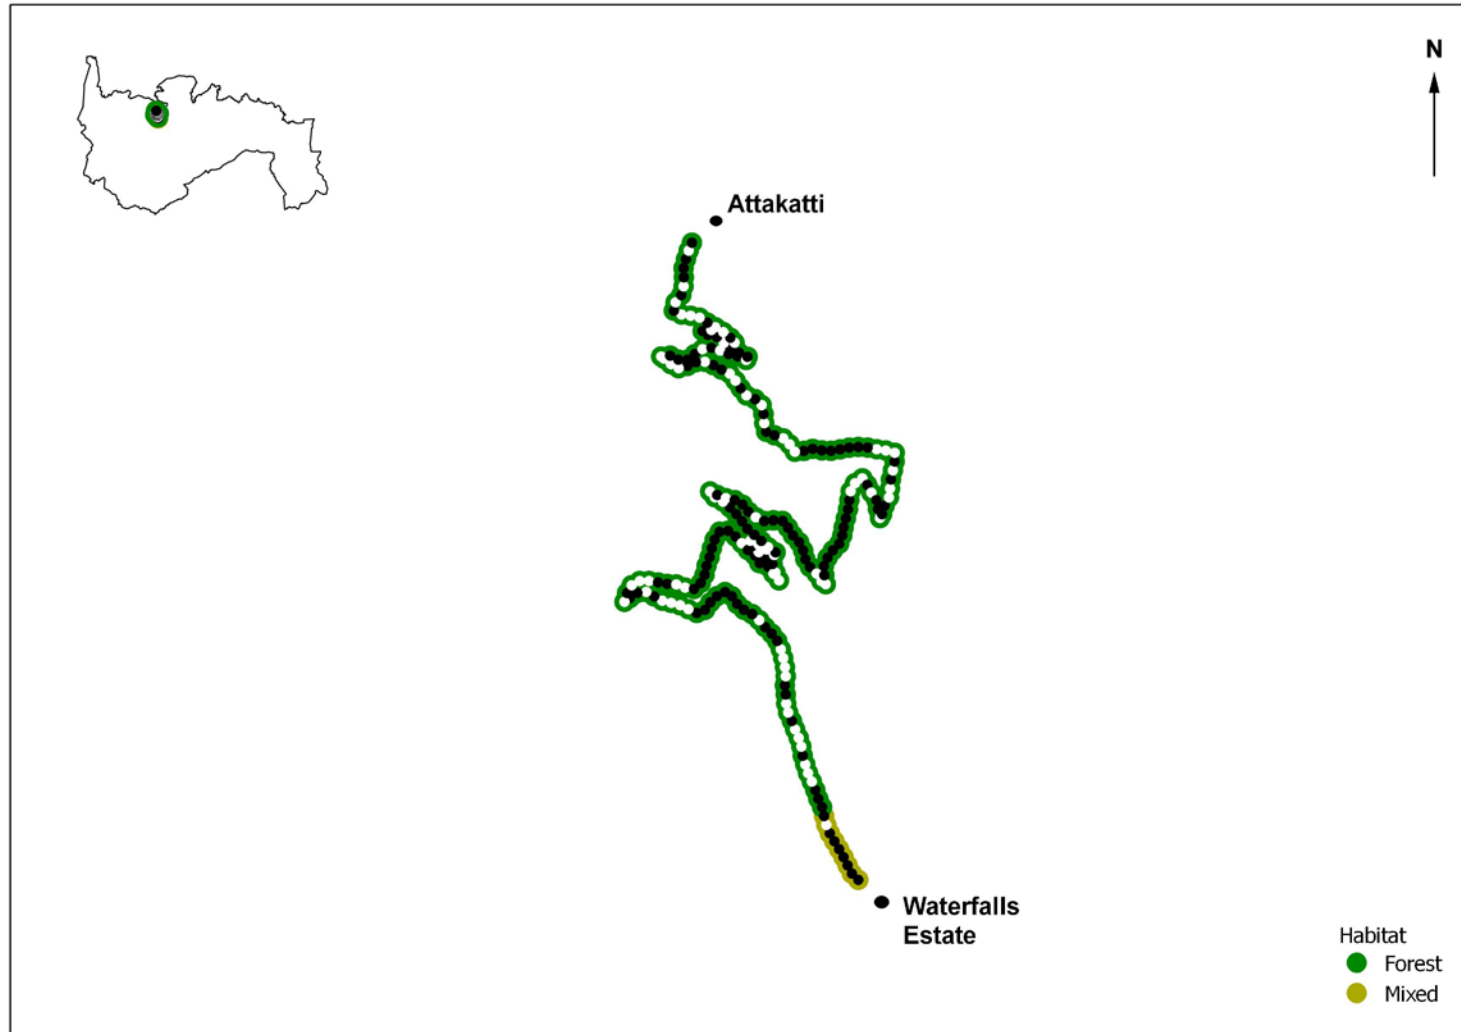 N
Attakatti
Waterfalls
Estate
Habitat
Forest
Mixed